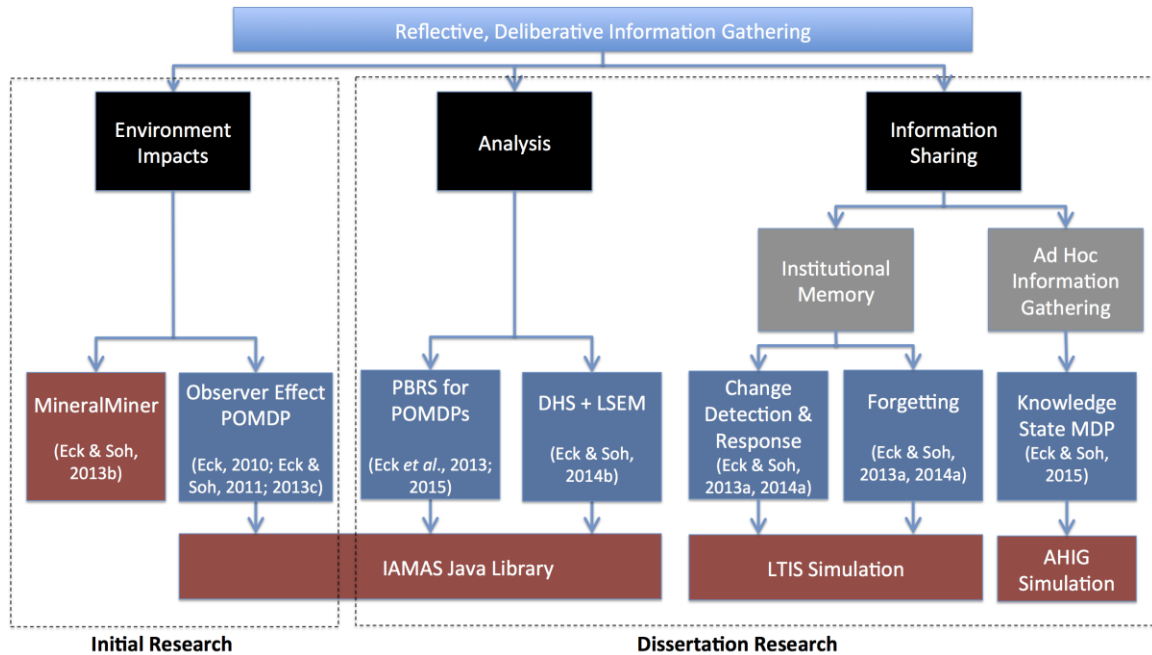 Reflective, Deliberative Information Gathering
Environment
Impacts
Analysis
Information
Sharing
Institutional
Memory
Ad Hoc
Information
Gathering
MineralMiner
(Eck & Soh,
2013b)
Observer Effect
POMDP
(Eck, 2010; Eck &
Soh, 2011; 2013c)
PBRS for
POMDPs
(Eck et al., 2013;
2015)
DHS + LSEM
(Eck & Soh,
2014b)
Change
Detection &
Response
(Eck & Soh,
2013a, 2014a)
Forgetting
(Eck & Soh,
2013a, 2014a)
Knowledge
State MDP
(Eck & Soh,
2015)
IAMAS Java Library
LTIS Simulation
AHIG
Simulation
Initial Research
Dissertation Research